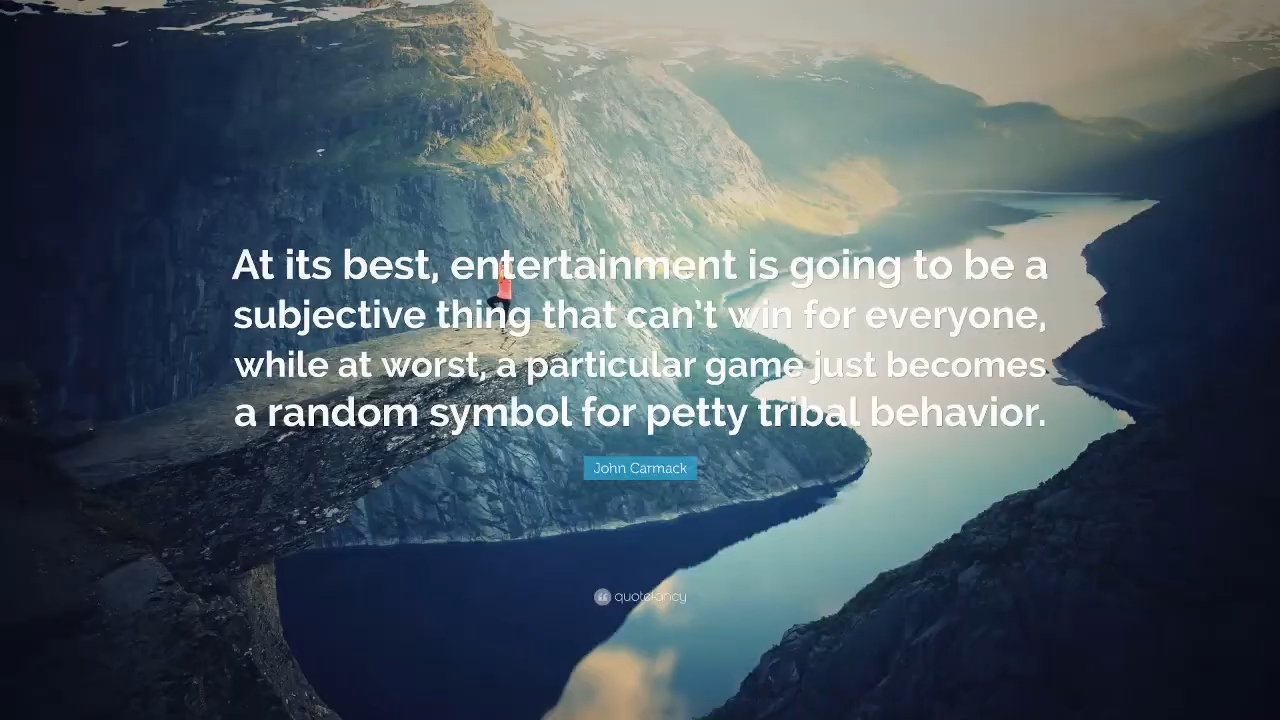 At its best, entertainment is going to be a
subjective thing that can’t win for everyone,
while at worst, a particular game just becomes
a random symbol for petty tribal behavior.
John Carmack
quotefancy